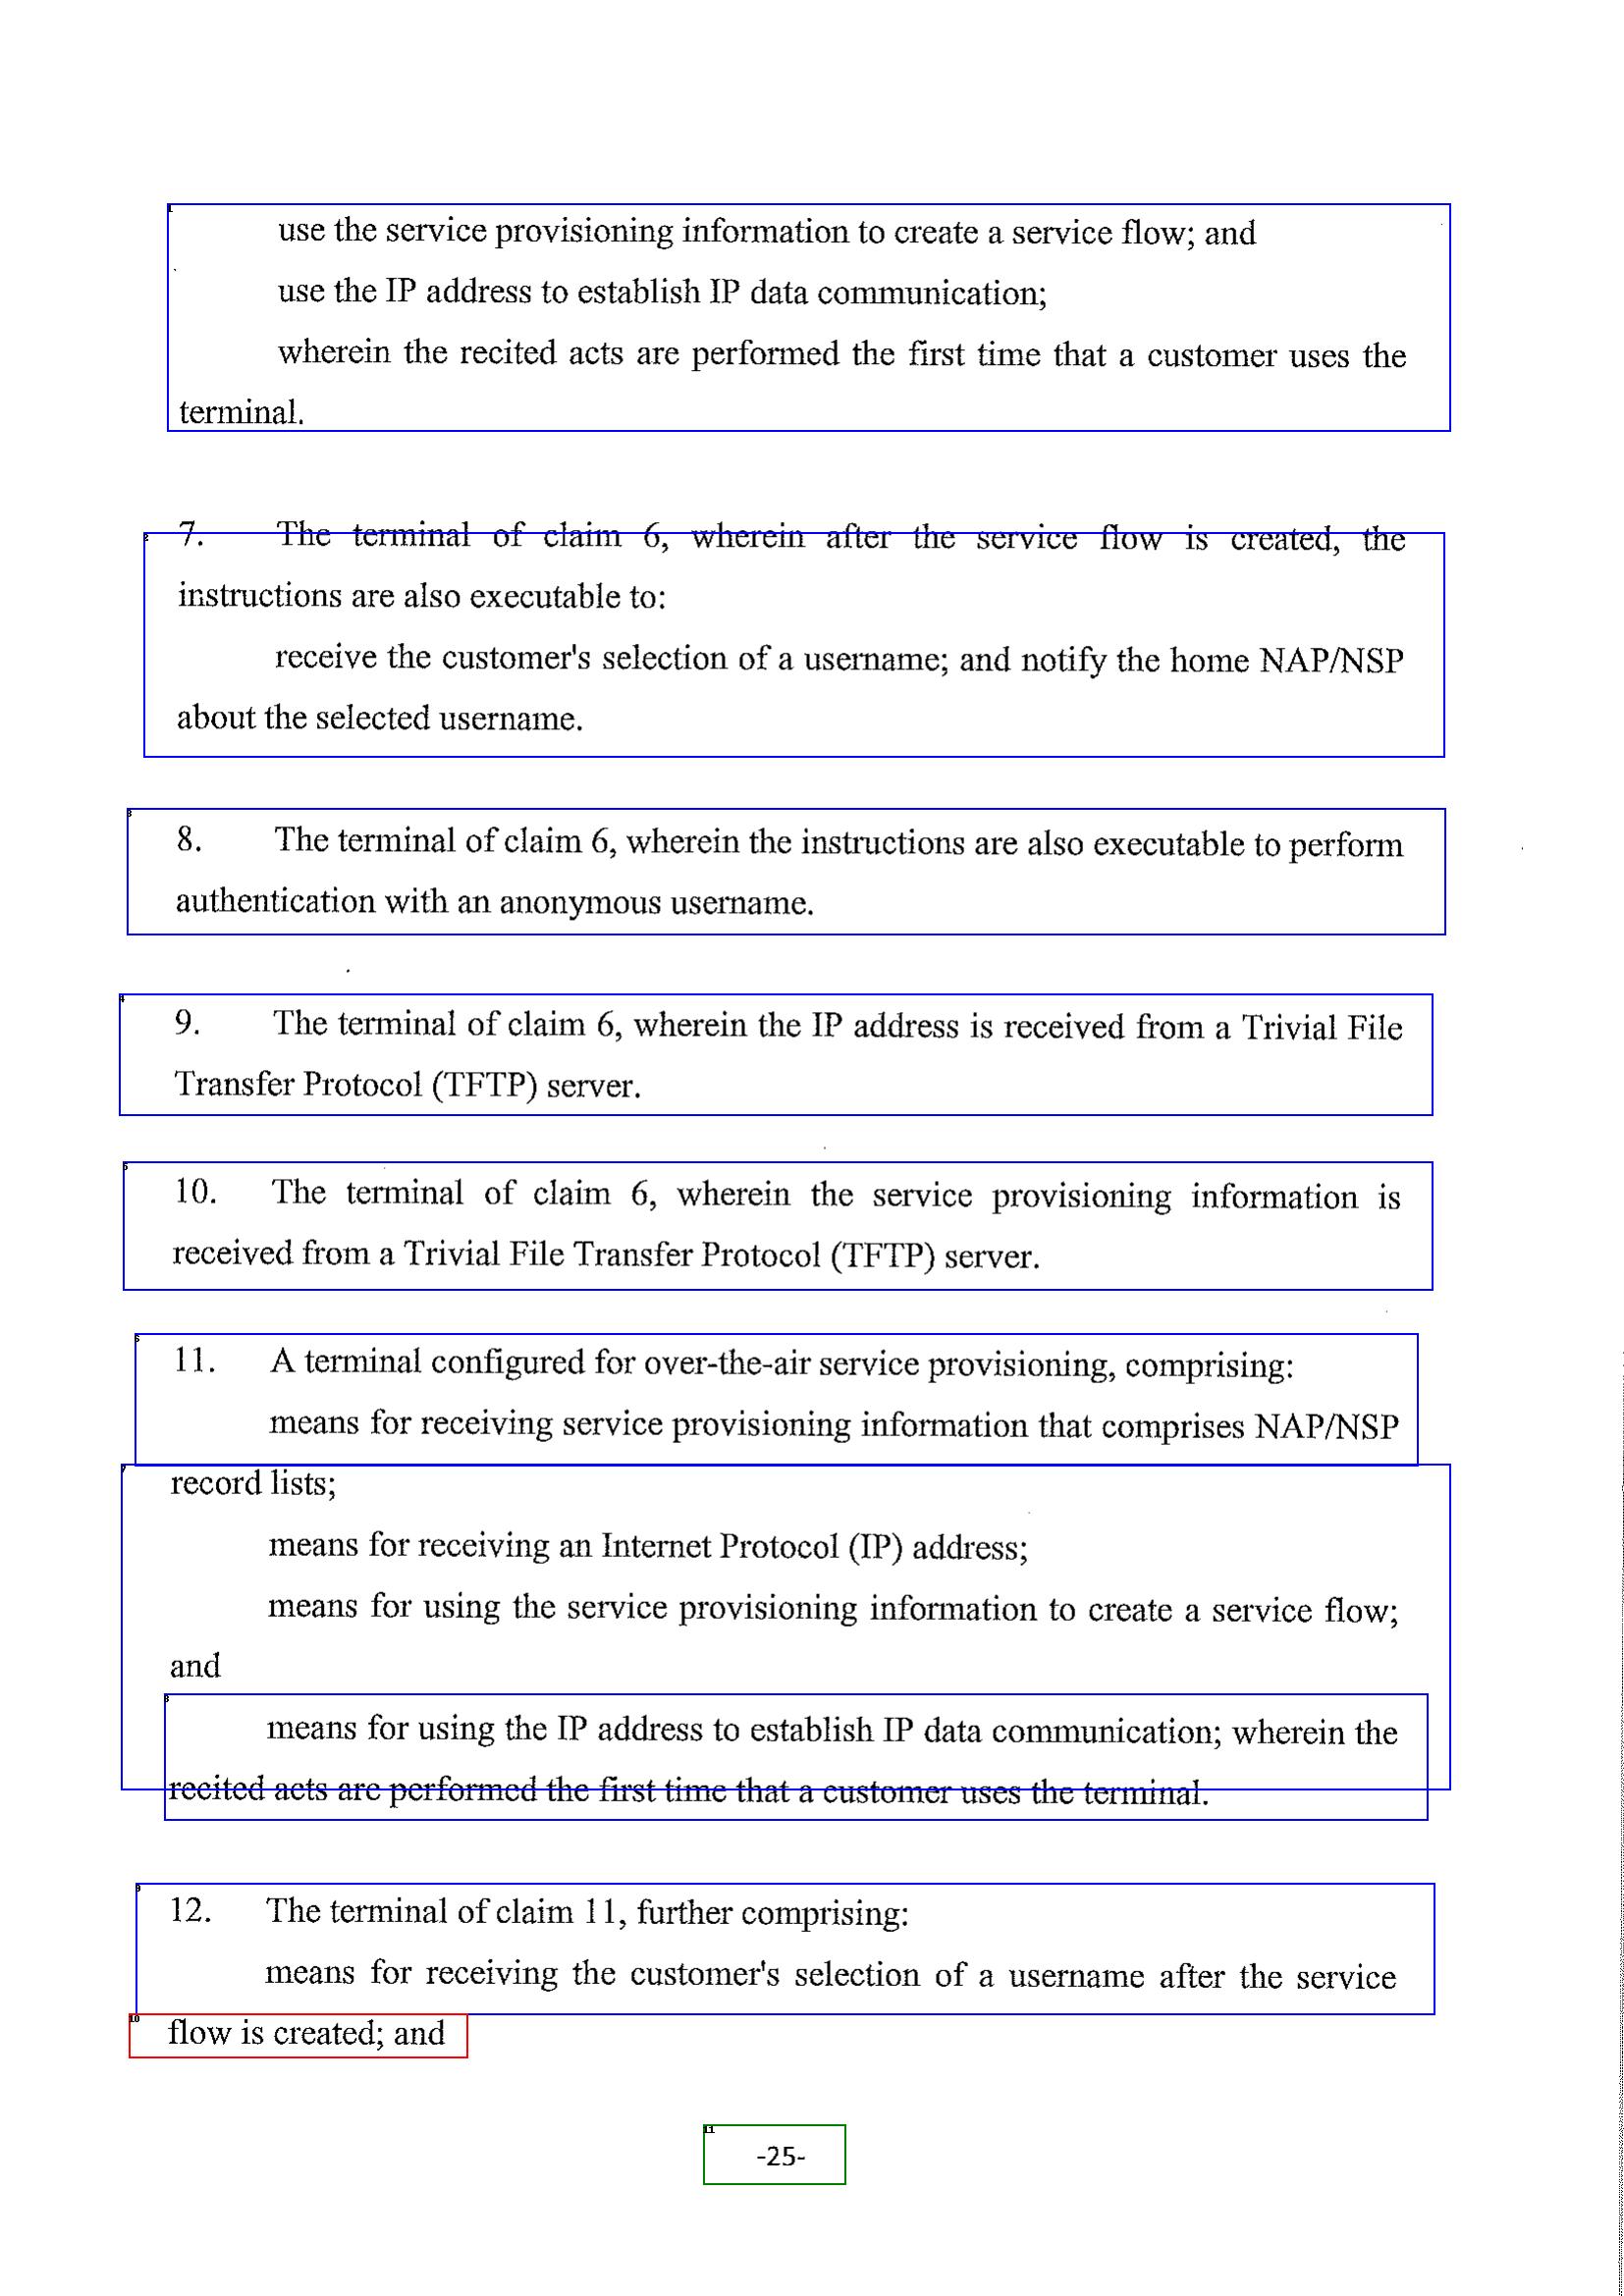 use the service provisioning information to create a service flow; and
use the IP address to establish IP data communication;
wherein the recited acts are performed the first time that a customer uses the
terminal.
7. The terminal of claim 6, wherein after the service flow is created, the
instructions are also executable to:
receive the customer's selection of a username; and notify the home NAP/NSP
about the selected username.
8. The terminal of claim 6, wherein the instructions are also executable to perform
authentication with an anonymous username.
9. The terminal of claim 6, wherein the IP address is received from a Trivial File
Transfer Protocol (TFTP) server.
10. The terminal of claim 6, wherein the service provisioning information is
received from a Trivial File Transfer Protocol (TFTP) server.
11. A terminal configured for over-the-air service provisioning, comprising:
means for receiving service provisioning information that comprises NAP/NSP
record lists;
means for receiving an Internet Protocol (IP) address;
means for using the service provisioning information to create a service flow;
and
means for using the IP address to establish IP data communication; wherein the
recited acts are performed the first time that a customer uses the terminal.
12. The terminal of claim 11, further comprising:
means for receiving the customer's selection of a username after the service
flow is created; and
-25-